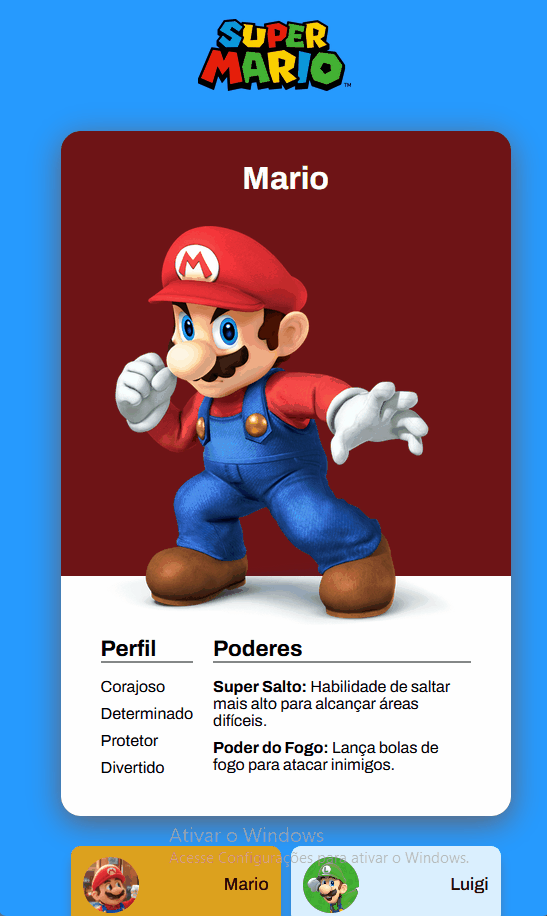 SUPER
MARIO
TM
Mario
M
Perfil
Poderes
Corajoso
Determinado
Protetor
Divertido
Super Salto: Habilidade de saltar
mais alto para alcançar áreas
difíceis.
Poder do Fogo: Lança bolas de
fogo para atacar inimigos.
Ativar o Windows
Acesse Configurações para ativar o Windows.
Mario
Luigi